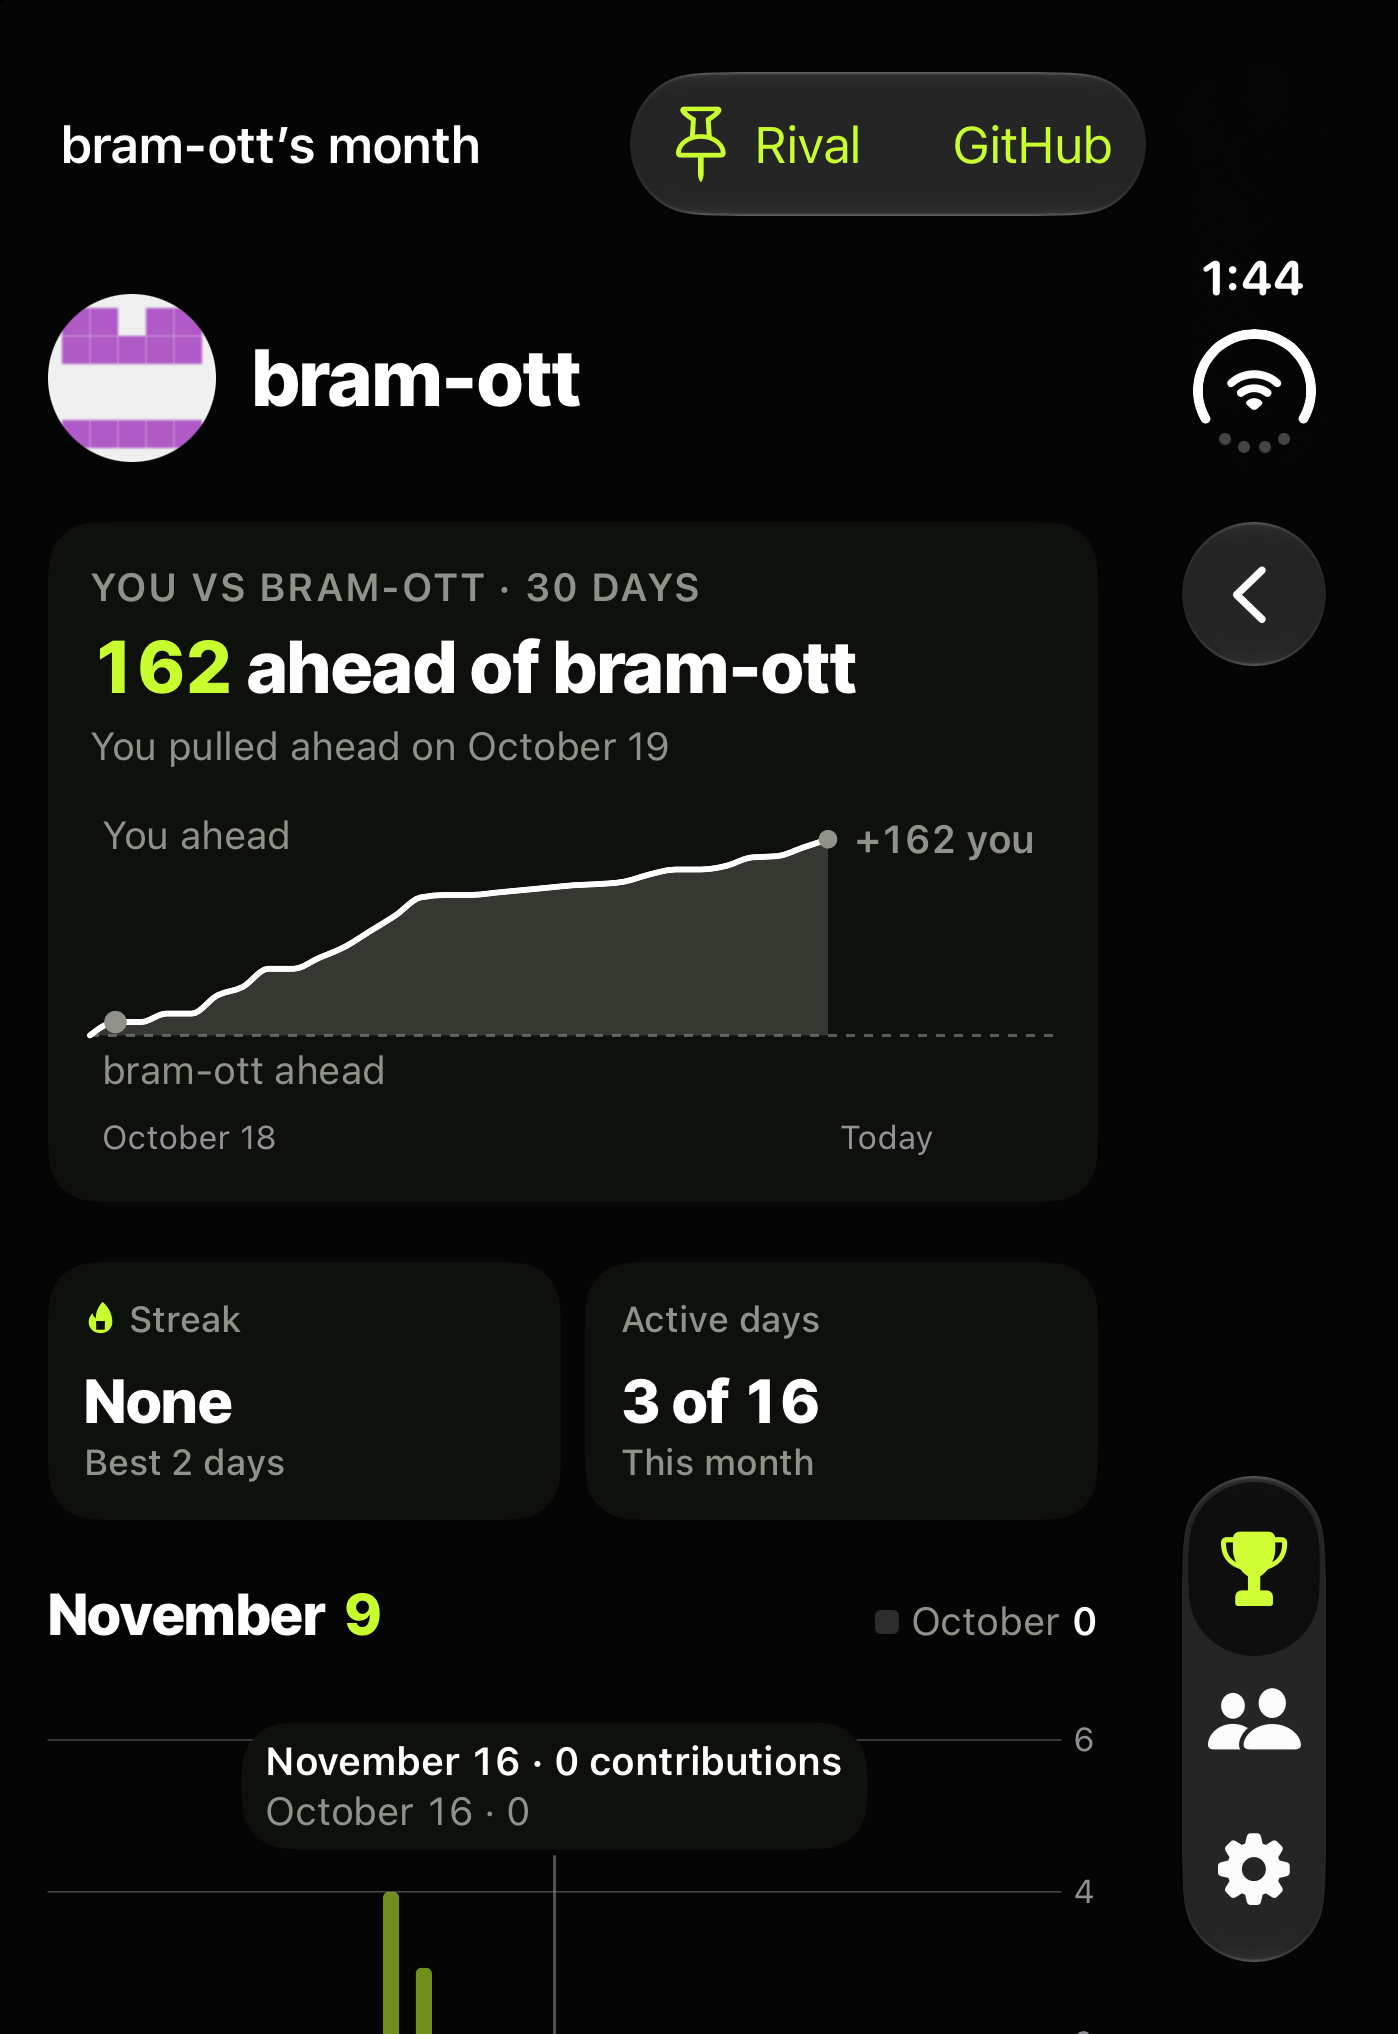 bram-ott’s month
Rival
GitHub
1:44
bram-ott
YOU VS BRAM-OTT · 30 DAYS
162 ahead of bram-ott
You pulled ahead on October 19
You ahead
+162 you
bram-ott ahead
October 18
Today
Streak
None
Best 2 days
Active days
3 of 16
This month
November 9
October 0
6
November 16 · 0 contributions
October 16 · 0
4